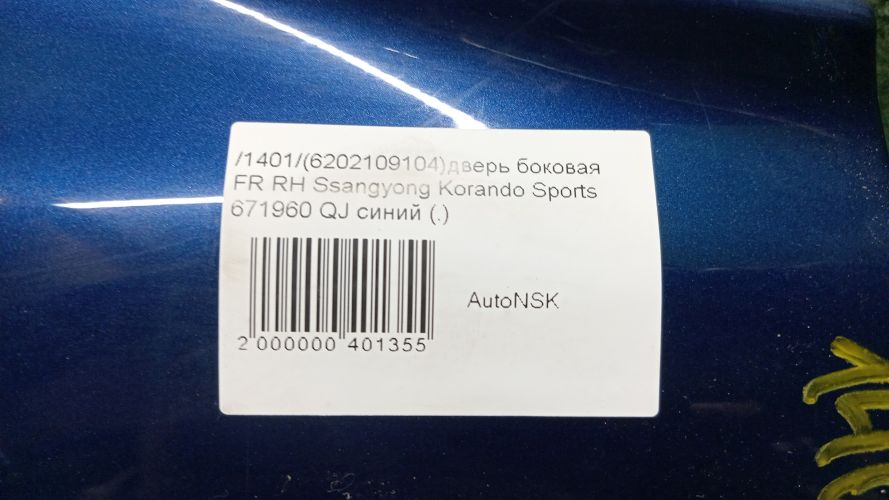 /1401/(6202109104)дверь боковая
FR RH Ssangyong Korando Sports
671960 QJ синий (.)
AutoNSK
2 000000 401355